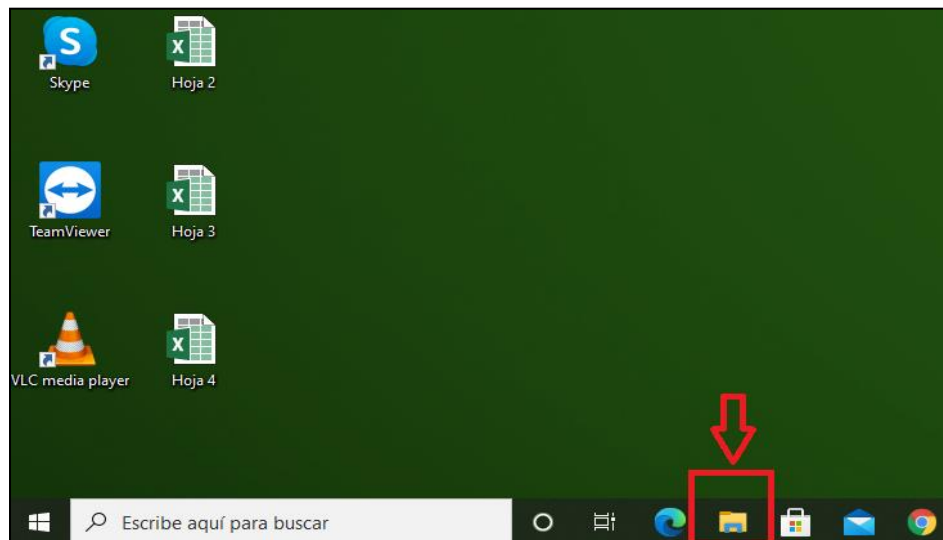 Skype
Hoja 2
TeamViewer
Hoja 3
VLC media player
Hoja 4
Escribe aquí para buscar